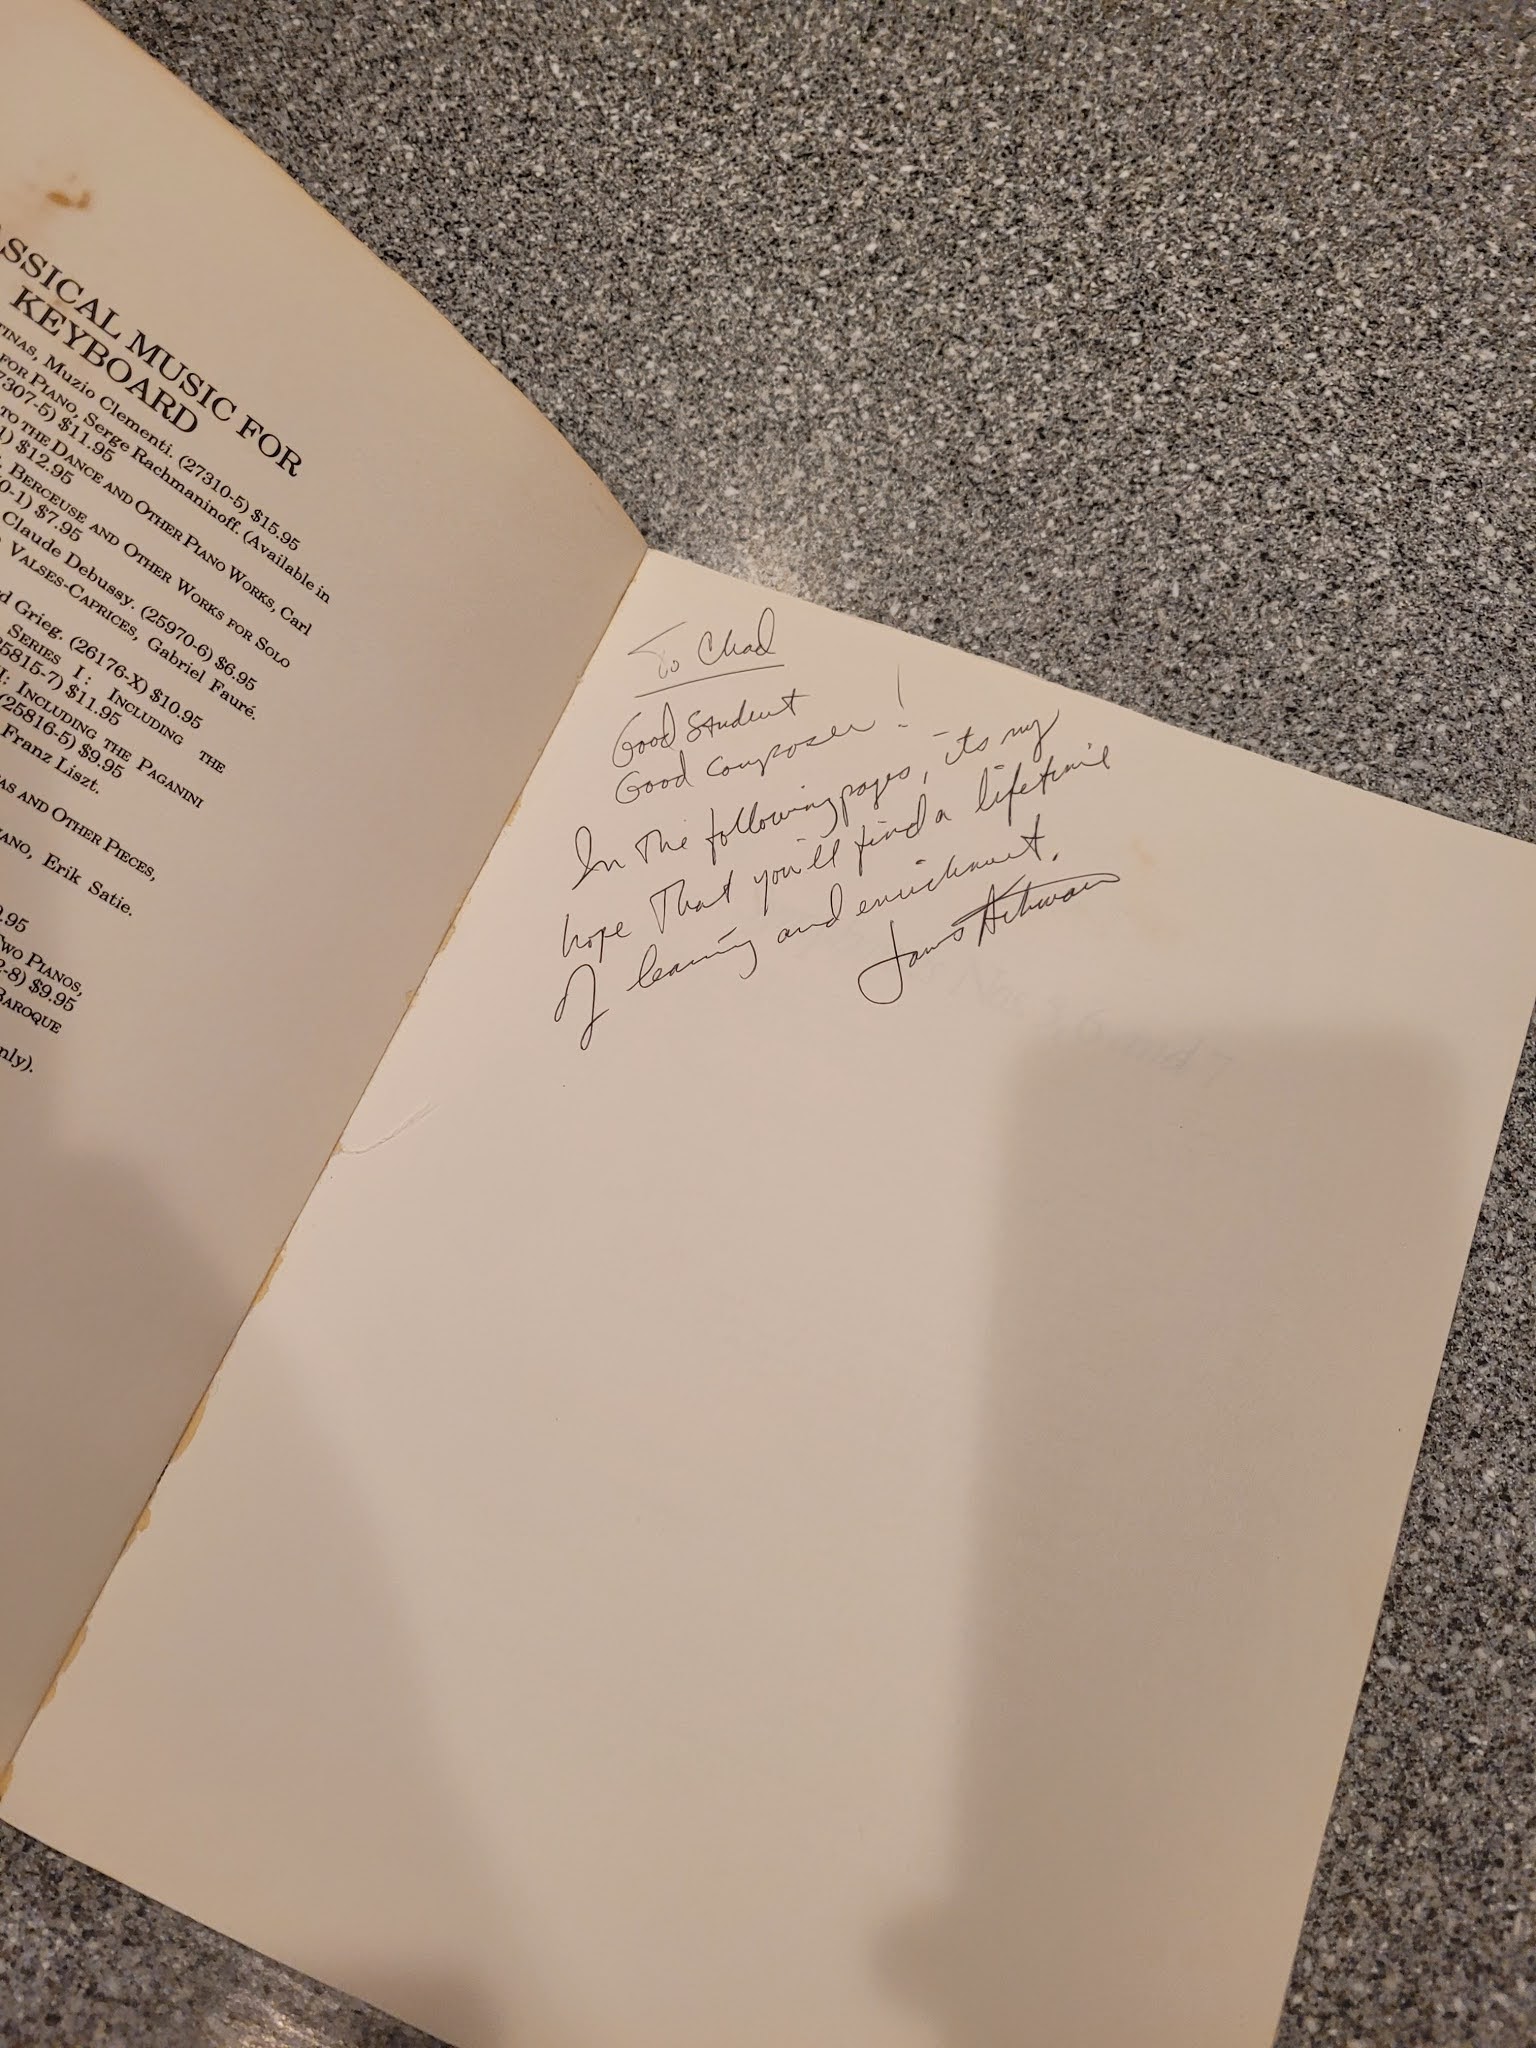 ASSICAL MUSIC FOR
KEYBOARD
TINAS, Muzio Clementi. (27310-5) $15.95
FOR PIANO, Serge Rachmaninoff. (Available in
7307-5) $11.95
TO THE DANCE AND OTHER PIANO WORKS, Carl
1) $12.95
BERCEUSE AND OTHER WORKS FOR SOLO
0-1) $7.95
Claude Debussy. (25970-6) $6.95
VALSES-CAPRICES, Gabriel Fauré.
d Grieg. (26176-X) $10.95
SERIES I: INCLUDING THE
25815-7) $11.95
I: INCLUDING THE PAGANINI
(25816-5) $9.95
Franz Liszt.
AS AND OTHER PIECES,
ANO, Erik Satie.
9.95
TWO PIANOS,
2-8) $9.95
BAROQUE
nly).
To Chad
Good Student
Good Composer!
In the following pages, its my
hope that you'll find a lifetime
of learning and enrichment.
James